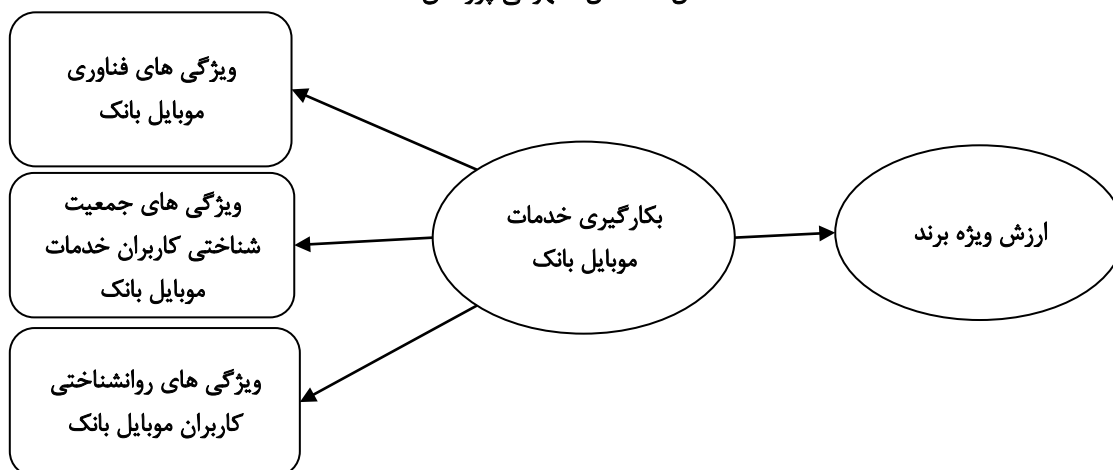 ویژگی های فناوری
موبایل بانک
ویژگی های جمعیت
شناختی کاربران خدمات
موبایل بانک
ویژگی های روانشناختی
کاربران موبایل بانک
بکارگیری خدمات
موبایل بانک
ارزش ویژه برند